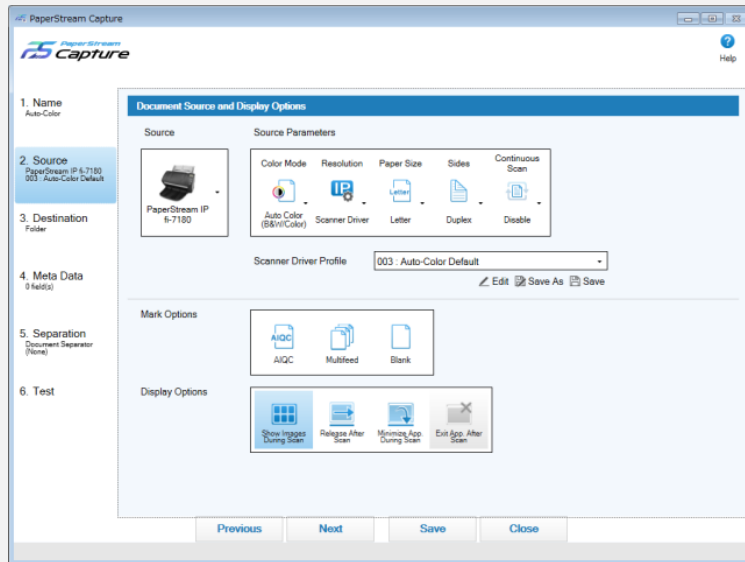 PaperStream Capture
PaperStream
Capture
Help
1. Name
Auto-Color
2. Source
PaperStream IP fi-7180
003 : Auto-Color Default
3. Destination
Folder
4. Meta Data
0 field(s)
5. Separation
Document Separator
(None)
6. Test
Document Source and Display Options
Source
Source Parameters
PaperStream IP
fi-7180
Color Mode
Resolution
Paper Size
Sides
Continuous
Scan
IP
Letter
Auto Color
(B&W/Color)
Scanner Driver
Letter
Duplex
Disable
Scanner Driver Profile
003 : Auto-Color Default
Edit
Save As
Save
Mark Options
AIQC
AIQC
Multifeed
Blank
Display Options
Show Images
During Scan
Release After
Scan
Minimize App.
During Scan
Exit App. After
Scan
Previous
Next
Save
Close